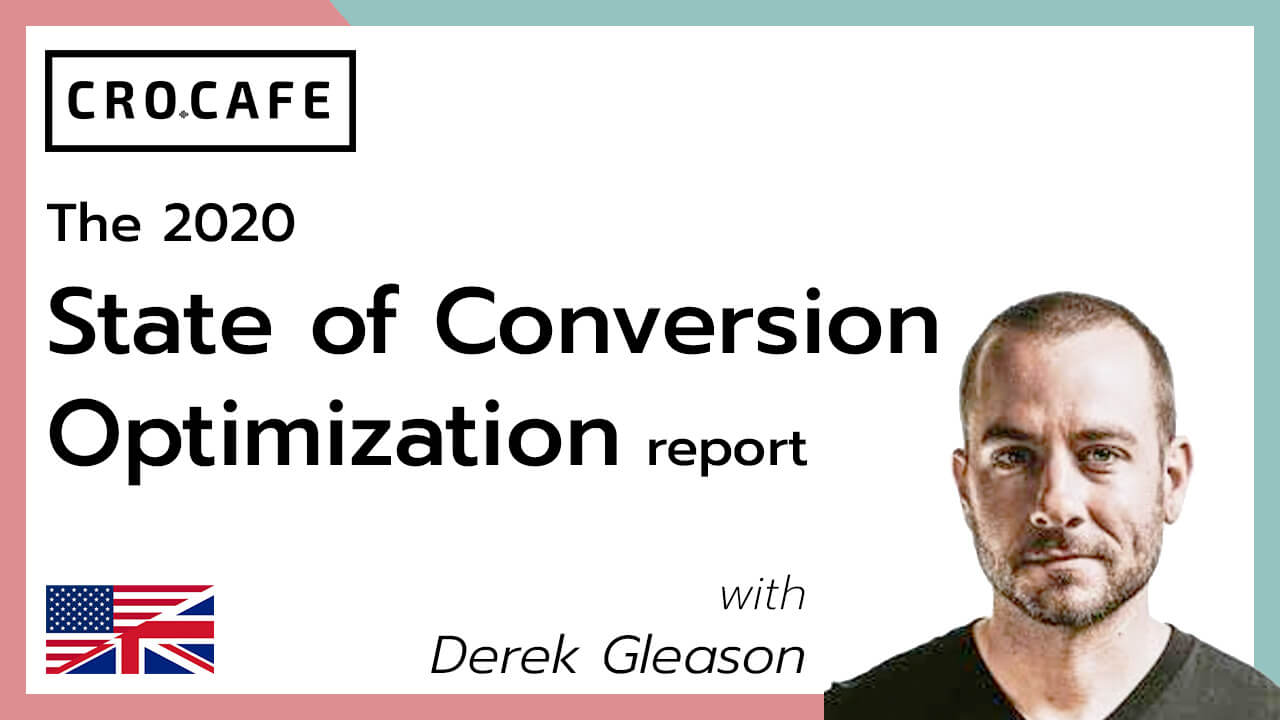 CRO.CAFE
The 2020
State of Conversion
Optimization report
with
Derek Gleason